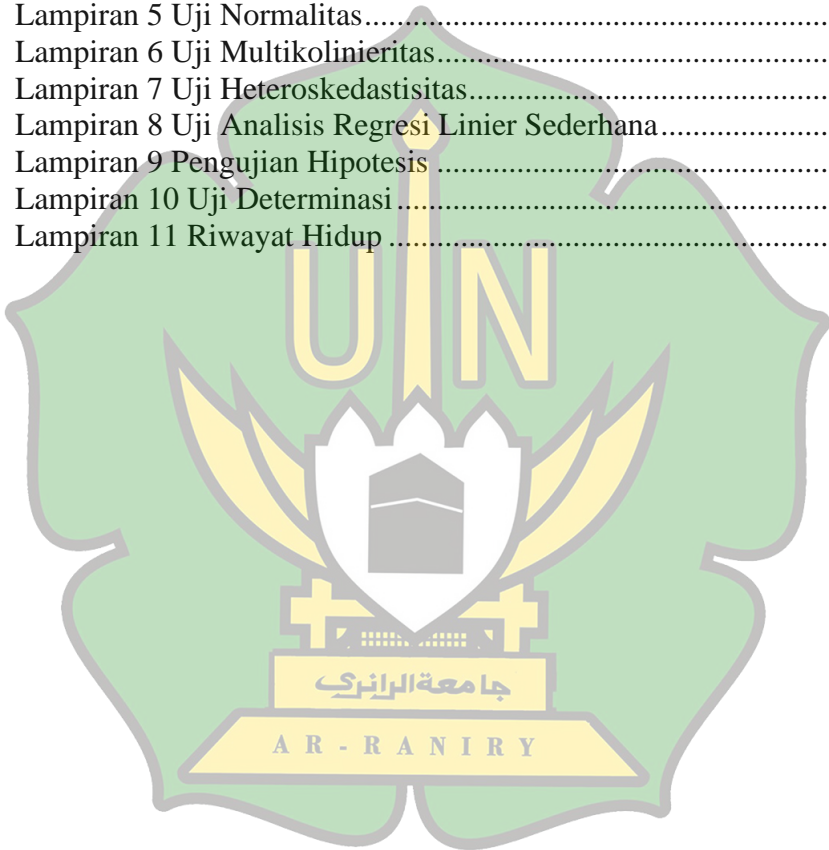 Lampiran 5 Uji Normalitas................................................................
Lampiran 6 Uji Multikolinieritas.......................................................
Lampiran 7 Uji Heteroskedastisitas..................................................
Lampiran 8 Uji Analisis Regresi Linier Sederhana ........................
Lampiran 9 Pengujian Hipotesis ......................................................
Lampiran 10 Uji Determinasi ...........................................................
Lampiran 11 Riwayat Hidup ............................................................
UIN
جامعة الرانري
AR-RANIRY